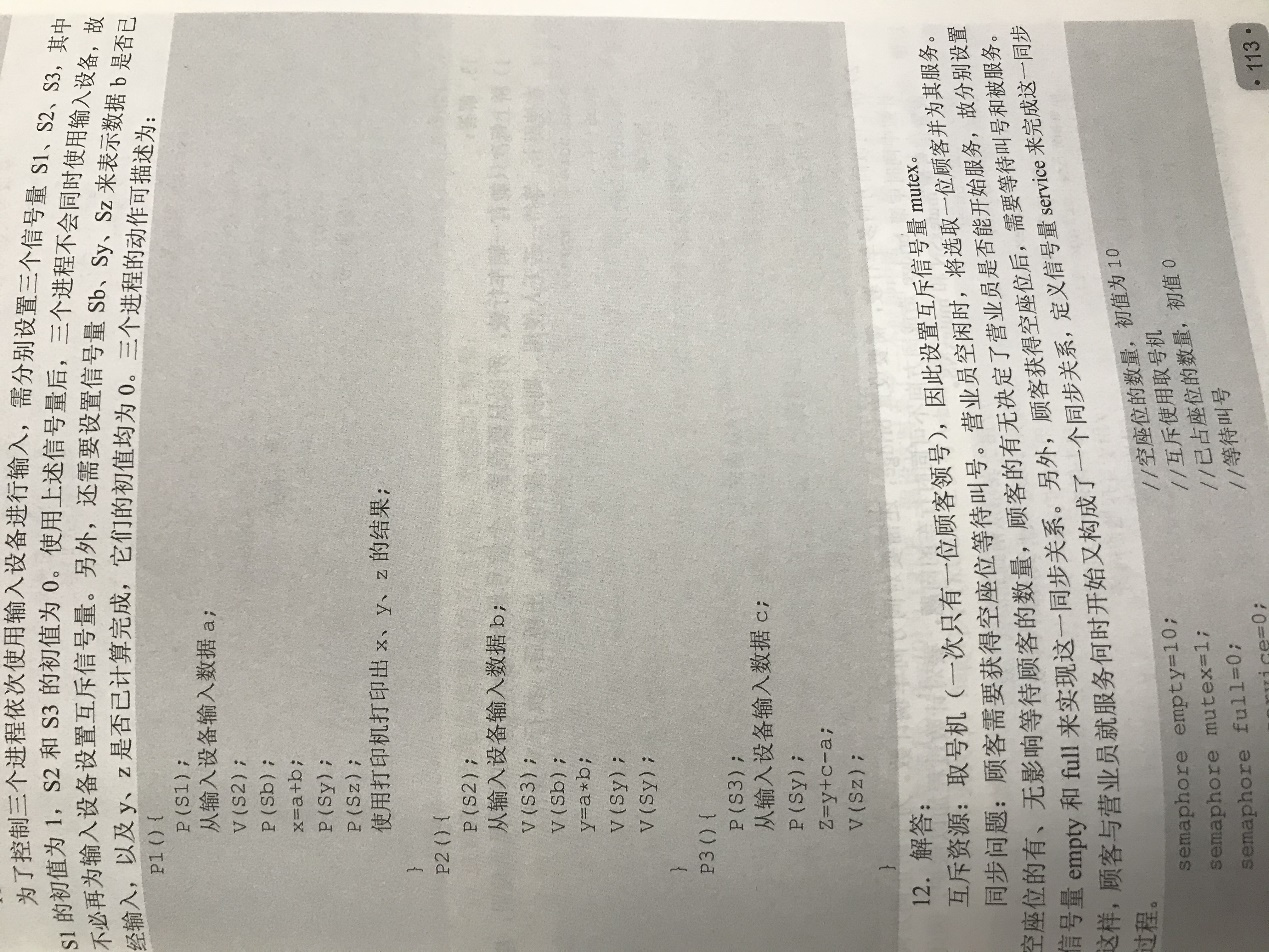 为了控制三个进程依次使用输入设备进行输入，需分别设置三个信号量 S1、S2、S3，其中
S1 的初值为 1，S2 和 S3 的初值为 0。使用上述信号量后，三个进程不会同时使用输入设备，故
不必再为输入设备设置互斥信号量。另外，还需要设置信号量 Sb、Sy、Sz 来表示数据 b 是否已
经输入，以及 y、z 是否已计算完成，它们的初值均为 0。三个进程的动作可描述为：
P1(){
P(S1);
从输入设备输入数据 a;
V(S2);
P(Sb);
x=a+b;
P(Sy);
P(Sz);
使用打印机打印出 x、y、z 的结果;
}
P2(){
P(S2);
从输入设备输入数据 b;
V(S3);
V(Sb);
y=a*b;
V(Sy);
V(Sy);
}
P3(){
P(S3);
从输入设备输入数据 c;
P(Sy);
Z=y+c-a;
V(Sz);
}
12．解答：
互斥资源：取号机（一次只有一位顾客领号），因此设置互斥信号量 mutex。
同步问题：顾客需要获得空座位等待叫号。营业员空闲时，将选取一位顾客并为其服务。
空座位的有、无影响等待顾客的数量，顾客的有无决定了营业员是否能开始服务，故分别设置
信号量 empty 和 full 来实现这一同步关系。另外，顾客获得空座位后，需要等待叫号和被服务。
这样，顾客与营业员就服务何时开始又构成了一个同步关系，定义信号量 service 来完成这一同步
过程。
semaphore empty=10; //空座位的数量，初值为 10
semaphore mutex=1; //互斥使用取号机
semaphore full=0; //已占座位的数量，初值 0
service=0; //等待叫号
·113·